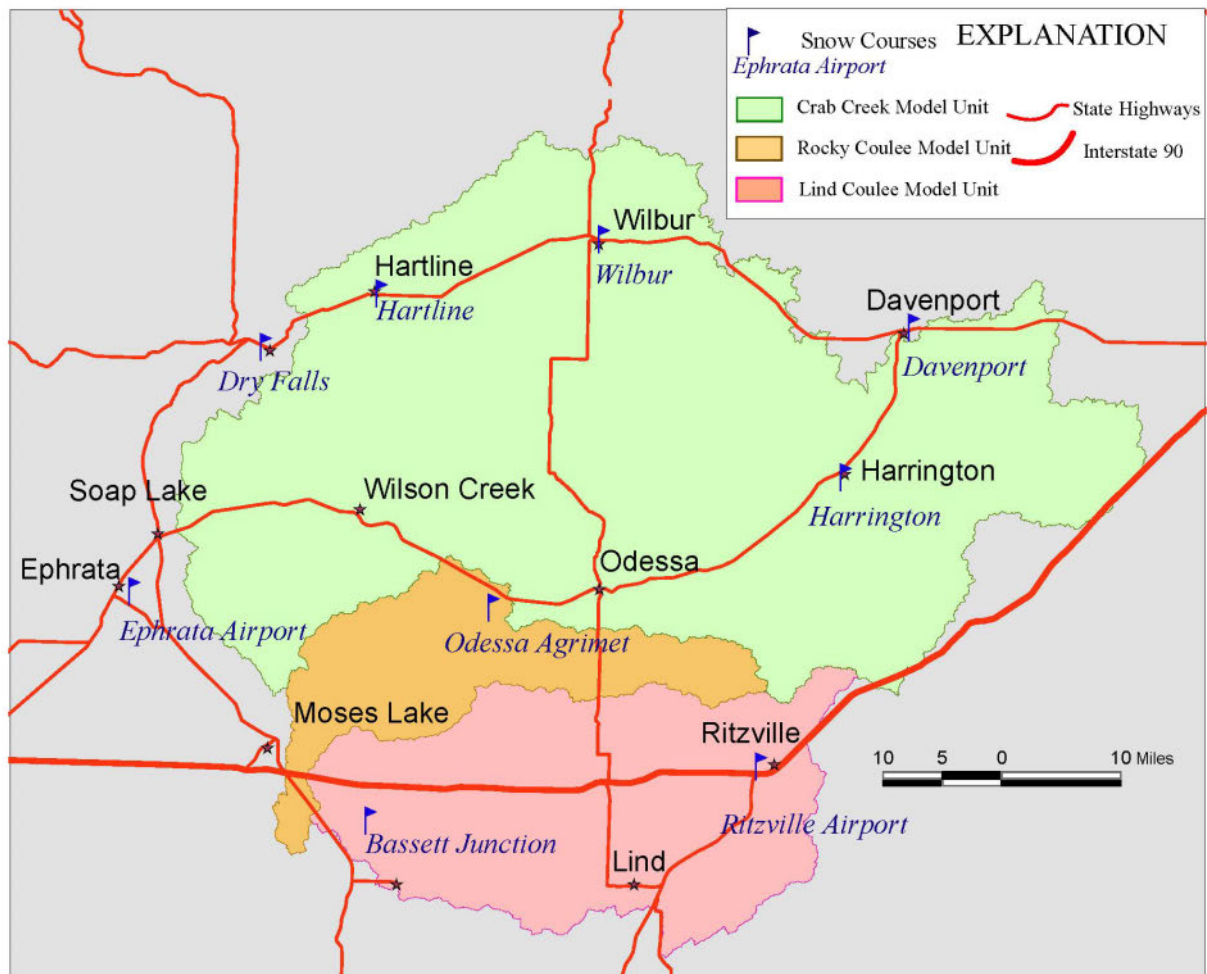 Snow Courses EXPLANATION
Ephrata Airport
Crab Creek Model Unit State Highways
Rocky Coulee Model Unit Interstate 90
Lind Coulee Model Unit
Wilbur
Wilbur
Hartline
Hartline
Davenport
Davenport
Dry Falls
Harrington
Harrington
Soap Lake
Wilson Creek
Odessa
Ephrata
Ephrata Airport
Odessa Agrimet
Moses Lake
Ritzville
10 5 0 10 Miles
Ritzville Airport
Bassett Junction
Lind